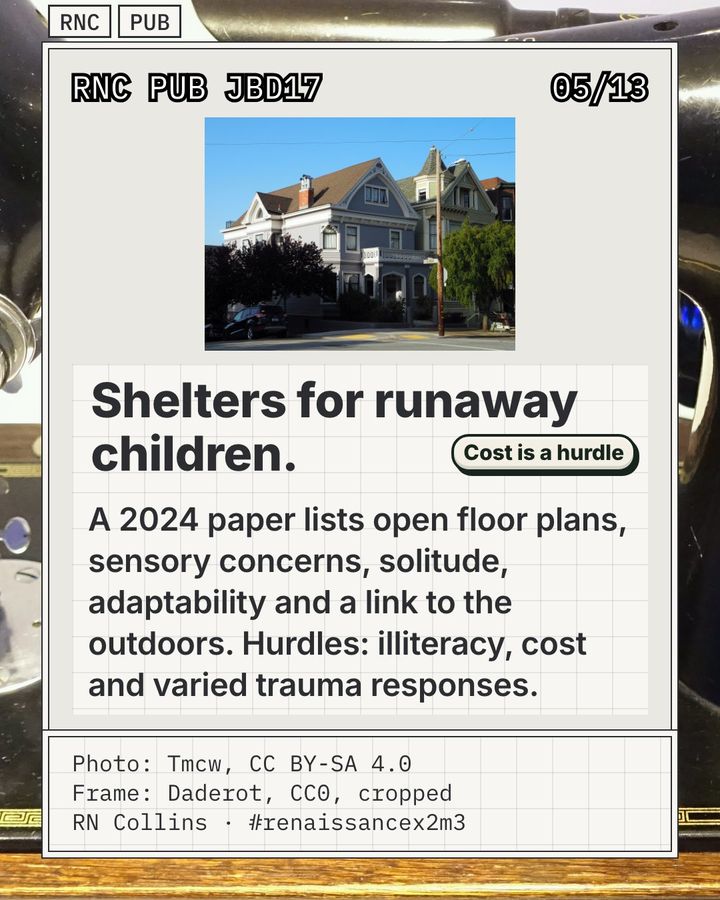 RNC PUB
RNC PUB JBD17 05/13
Shelters for runaway
children.
Cost is a hurdle
A 2024 paper lists open floor plans,
sensory concerns, solitude,
adaptability and a link to the
outdoors. Hurdles: illiteracy, cost
and varied trauma responses.
Photo: Tmcw, CC BY-SA 4.0
Frame: Daderot, CC0, cropped
RN Collins · #renaissancex2m3